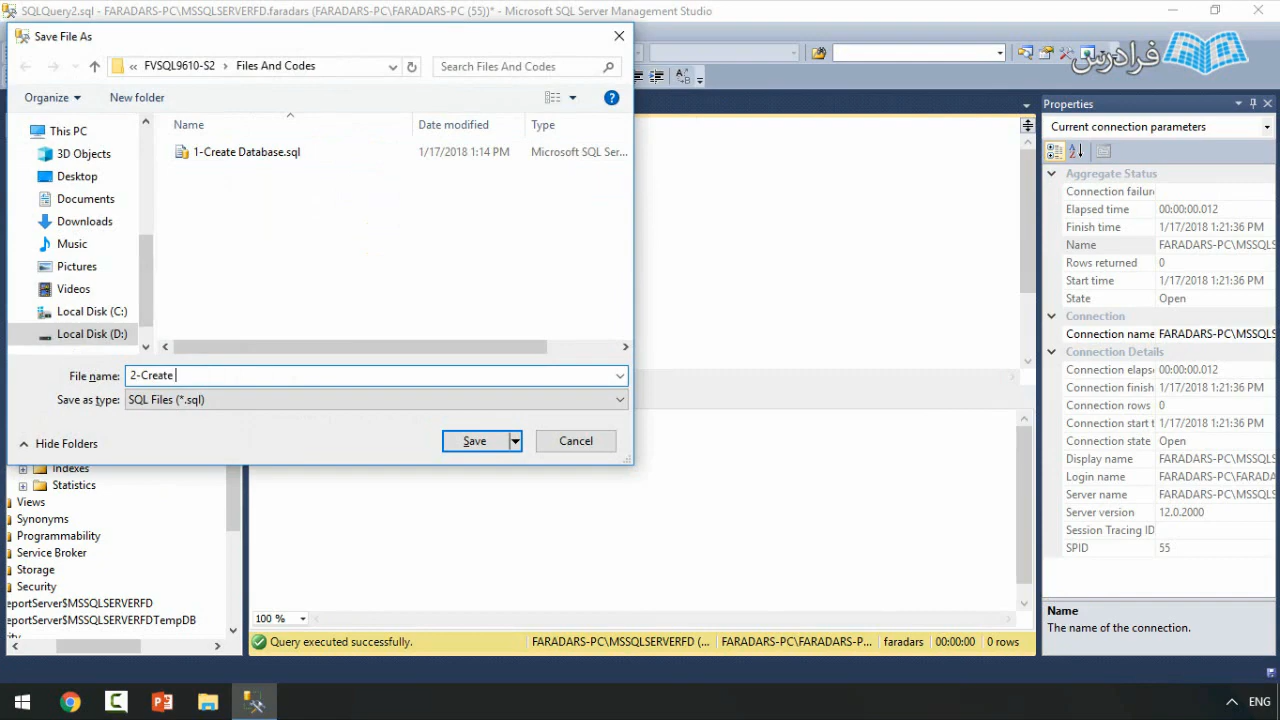 SQLQuery2.sql - FARADARS-PC\MSSQLSERVERFD.faradars (FARADARS-PC\FARADARS-PC (55))* - Microsoft SQL Server Management Studio
فرادرس
Save File As
« FVSQL9610-S2 › Files And Codes
Search Files And Codes
Organize
New folder
Name
Date modified
Type
This PC
3D Objects
Desktop
Documents
Downloads
Music
Pictures
Videos
Local Disk (C:)
Local Disk (D:)
1-Create Database.sql
1/17/2018 1:14 PM
Microsoft SQL Ser...
File name: 2-Create
Save as type: SQL Files (*.sql)
Hide Folders
Save
Cancel
Indexes
Statistics
Views
Synonyms
Programmability
Service Broker
Storage
Security
eportServer$MSSQLSERVERFD
eportServer$MSSQLSERVERFDTempDB
100 %
Query executed successfully.
FARADARS-PC\MSSQLSERVERFD (...
FARADARS-PC\FARADARS-P...
faradars
00:00:00
0 rows
Properties
Current connection parameters
Aggregate Status
Connection failur
Elapsed time 00:00:00.012
Finish time 1/17/2018 1:21:36 PM
Name FARADARS-PC\MSSQLS
Rows returned 0
Start time 1/17/2018 1:21:36 PM
State Open
Connection
Connection name FARADARS-PC\MSSQLS
Connection Details
Connection elaps 00:00:00.012
Connection finish 1/17/2018 1:21:36 PM
Connection rows 0
Connection start t 1/17/2018 1:21:36 PM
Connection state Open
Display name FARADARS-PC\MSSQLS
Login name FARADARS-PC\FARADA
Server name FARADARS-PC\MSSQLS
Server version 12.0.2000
Session Tracing ID
SPID 55
Name
The name of the connection.
ENG